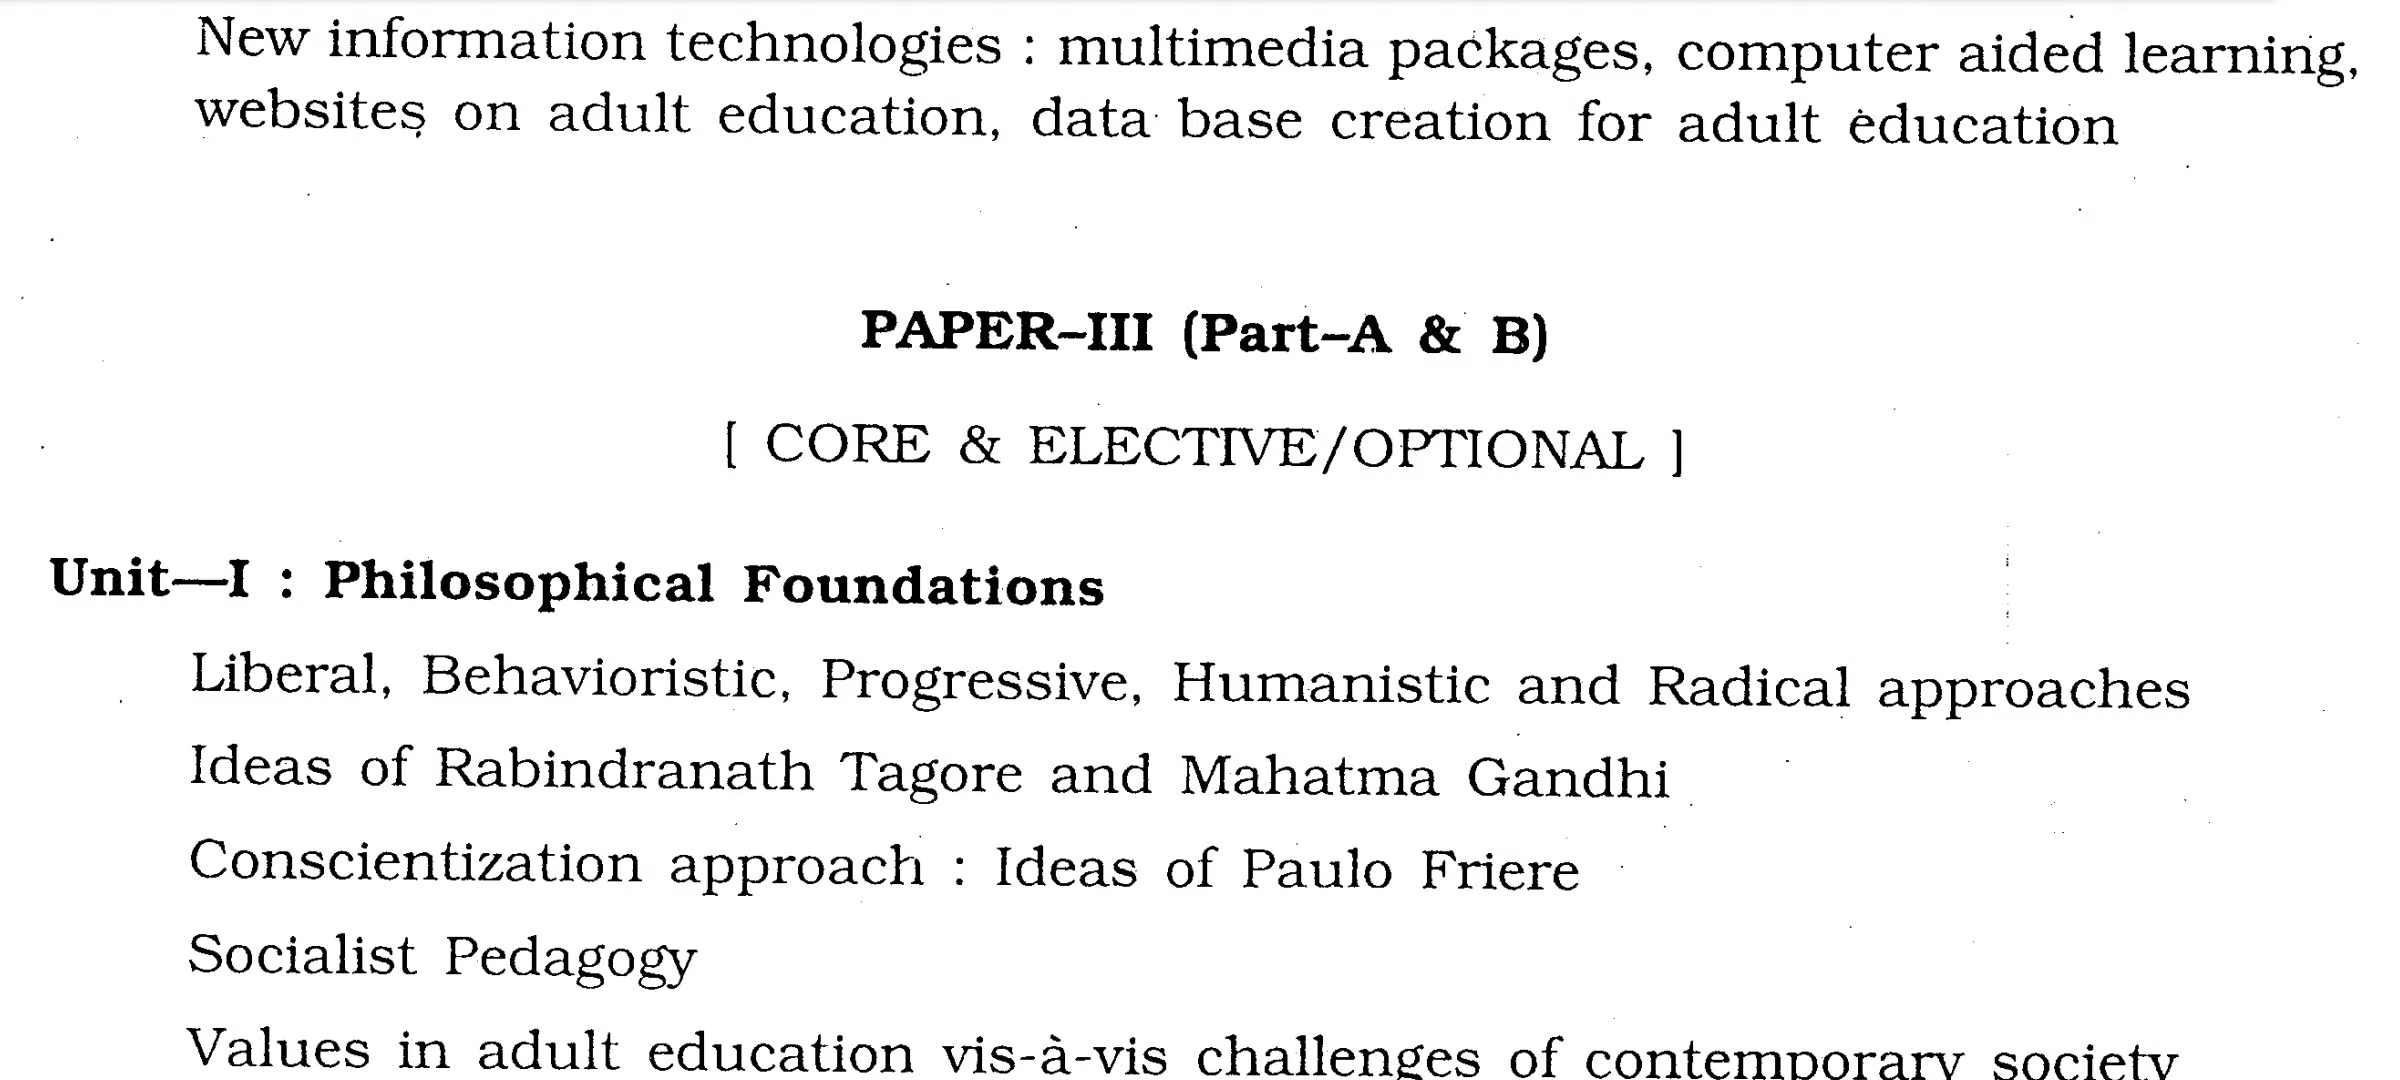 New information technologies : multimedia packages, computer aided learning,
websites on adult education, data base creation for adult education
PAPER–III (Part–A & B)
[ CORE & ELECTIVE/OPTIONAL ]
Unit—I : Philosophical Foundations
Liberal, Behavioristic, Progressive, Humanistic and Radical approaches
Ideas of Rabindranath Tagore and Mahatma Gandhi
Conscientization approach : Ideas of Paulo Friere
Socialist Pedagogy
Values in adult education vis-à-vis challenges of contemporary society